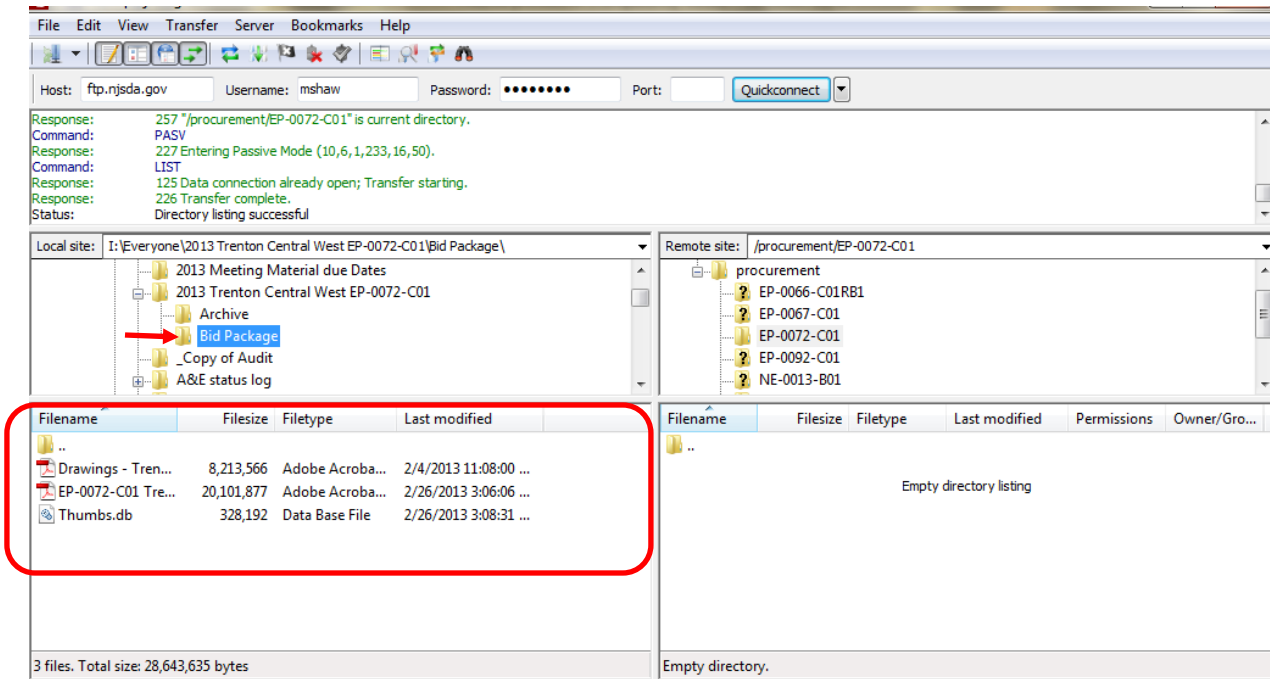 File Edit View Transfer Server Bookmarks Help
Host: ftp.njsda.gov Username: mshaw Password: •••••••• Port: Quickconnect
Response: 257 "/procurement/EP-0072-C01" is current directory.
Command: PASV
Response: 227 Entering Passive Mode (10,6,1,233,16,50).
Command: LIST
Response: 125 Data connection already open; Transfer starting.
Response: 226 Transfer complete.
Status: Directory listing successful
Local site: I:\Everyone\2013 Trenton Central West EP-0072-C01\Bid Package\
2013 Meeting Material due Dates
2013 Trenton Central West EP-0072-C01
Archive
Bid Package
_Copy of Audit
A&E status log
Remote site: /procurement/EP-0072-C01
procurement
EP-0066-C01RB1
EP-0067-C01
EP-0072-C01
EP-0092-C01
NE-0013-B01
Filename Filesize Filetype Last modified
..
Drawings - Tren... 8,213,566 Adobe Acroba... 2/4/2013 11:08:00 ...
EP-0072-C01 Tre... 20,101,877 Adobe Acroba... 2/26/2013 3:06:06 ...
Thumbs.db 328,192 Data Base File 2/26/2013 3:08:31 ...
3 files. Total size: 28,643,635 bytes
Filename Filesize Filetype Last modified Permissions Owner/Gro...
..
Empty directory listing
Empty directory.